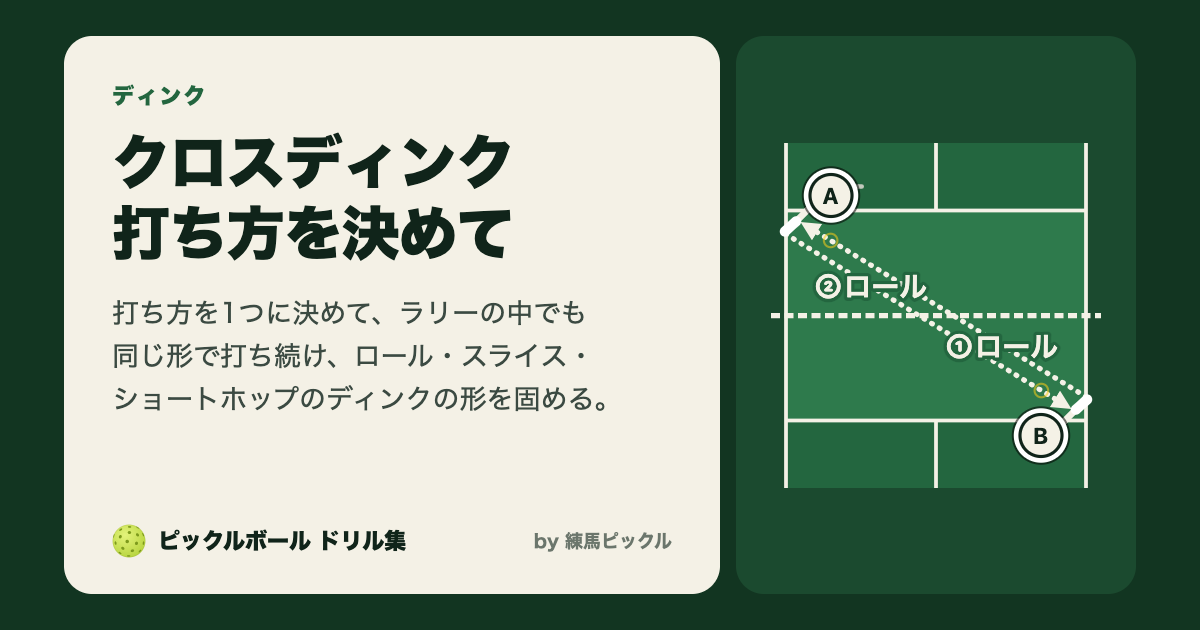 ディンク
クロスディンク
打ち方を決めて
打ち方を1つに決めて、ラリーの中でも
同じ形で打ち続け、ロール・スライス・
ショートホップのディンクの形を固める。
ピックルボール ドリル集
by 練馬ピックル
A
②ロール
①ロール
B